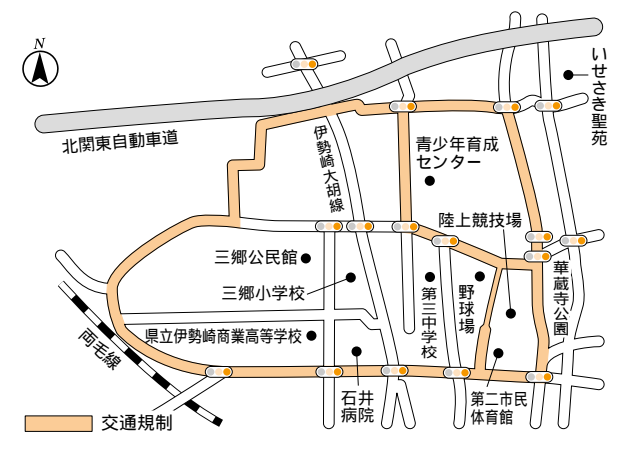 N
いせさき聖苑
北関東自動車道
伊勢崎大胡線
青少年育成
センター
陸上競技場
三郷公民館
三郷小学校
華蔵寺公園
第三中学校
野球場
県立伊勢崎商業高等学校
両毛線
石井
病院
第二市民
体育館
交通規制